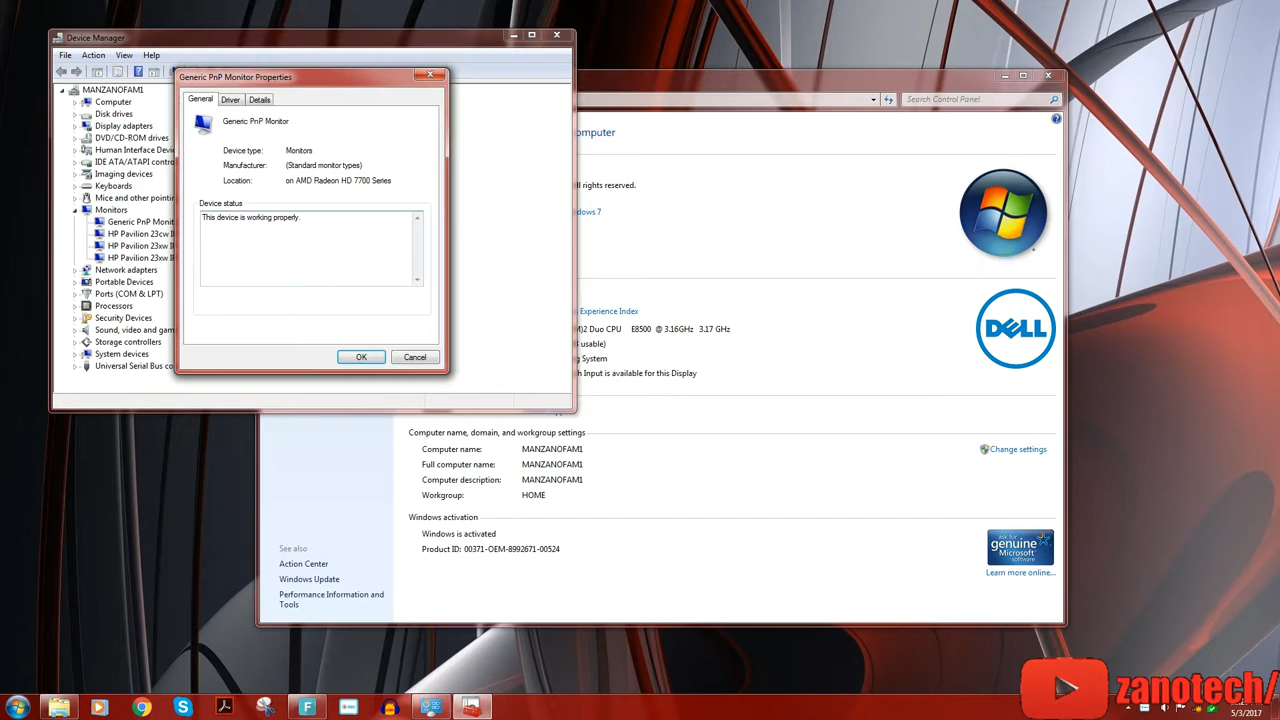 Device Manager
File Action View Help
MANZANOFAM1
Computer
Disk drives
Display adapters
DVD/CD-ROM drives
Human Interface Devi
IDE ATA/ATAPI contro
Imaging devices
Keyboards
Mice and other pointin
Monitors
Generic PnP Monit
HP Pavilion 23cw I
HP Pavilion 23xw I
HP Pavilion 23xw I
Network adapters
Portable Devices
Ports (COM & LPT)
Processors
Security Devices
Sound, video and gam
Storage controllers
System devices
Universal Serial Bus co
Generic PnP Monitor Properties
General Driver Details
Generic PnP Monitor
Device type: Monitors
Manufacturer: (Standard monitor types)
Location: on AMD Radeon HD 7700 Series
Device status
This device is working properly.
OK Cancel
Search Control Panel
omputer
ll rights reserved.
ndows 7
s Experience Index
M)2 Duo CPU E8500 @ 3.16GHz 3.17 GHz
B usable)
ng System
h Input is available for this Display
DELL
Computer name, domain, and workgroup settings
Computer name: MANZANOFAM1
Change settings
Full computer name: MANZANOFAM1
Computer description: MANZANOFAM1
Workgroup: HOME
Windows activation
Windows is activated
Product ID: 00371-OEM-8992671-00524
ask for
genuine
Microsoft
software
Learn more online...
See also
Action Center
Windows Update
Performance Information and
Tools
zanotech/
5/3/2017